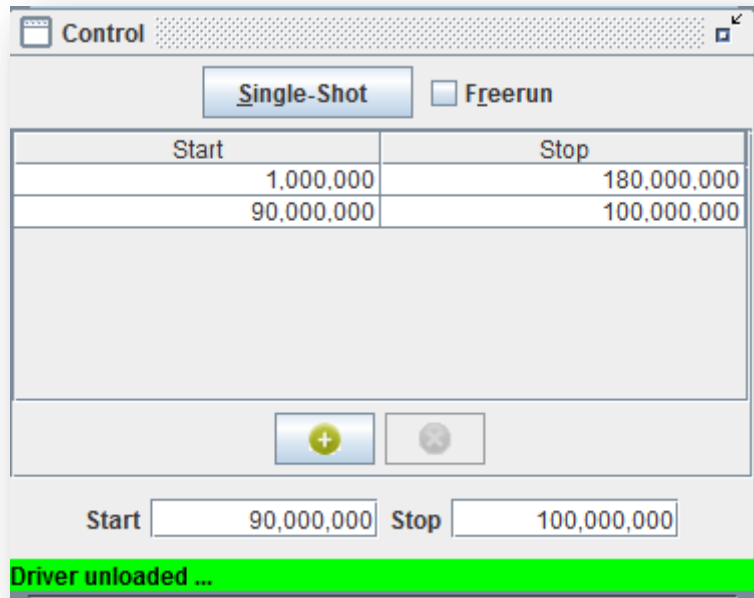 Control
Single-Shot Freerun
Start Stop
1,000,000 180,000,000
90,000,000 100,000,000
Start 90,000,000 Stop 100,000,000
Driver unloaded ...